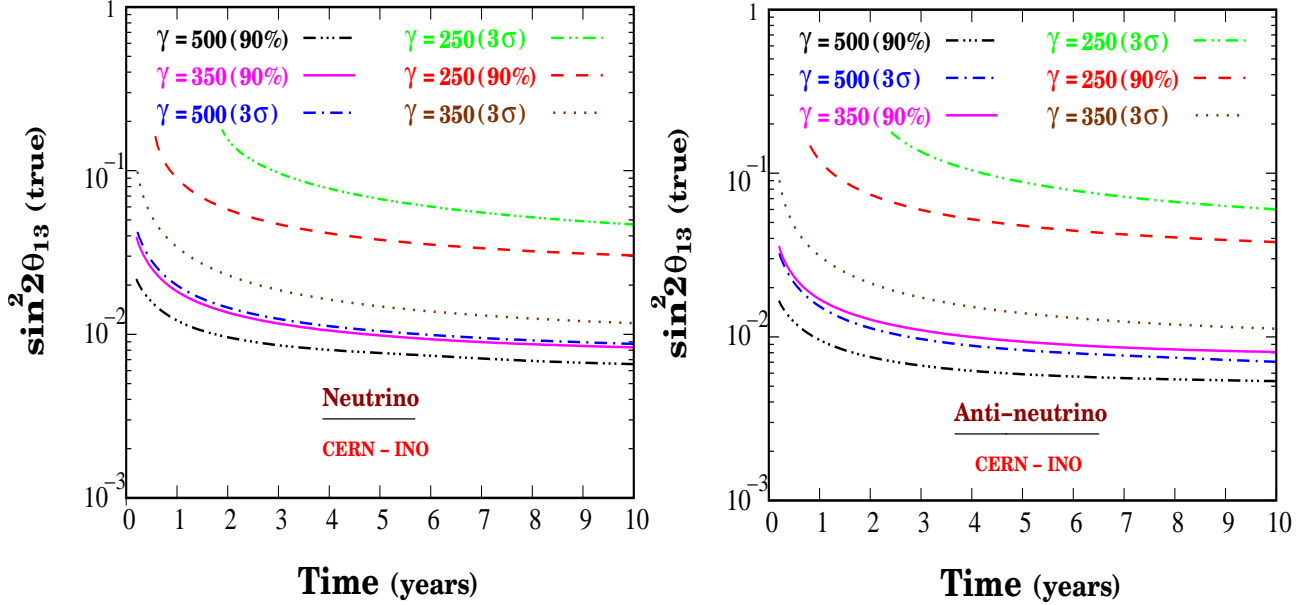 1
γ = 500 (90%) γ = 250 (3σ)
γ = 350 (90%) γ = 250 (90%)
γ = 500 (3σ) γ = 350 (3σ)
10⁻¹
10⁻²
10⁻³
sin²2θ₁₃ (true)
Neutrino
CERN – INO
0 1 2 3 4 5 6 7 8 9 10
Time (years)
1
γ = 500 (90%) γ = 250 (3σ)
γ = 500 (3σ) γ = 250 (90%)
γ = 350 (90%) γ = 350 (3σ)
10⁻¹
10⁻²
10⁻³
sin²2θ₁₃ (true)
Anti–neutrino
CERN – INO
0 1 2 3 4 5 6 7 8 9 10
Time (years)